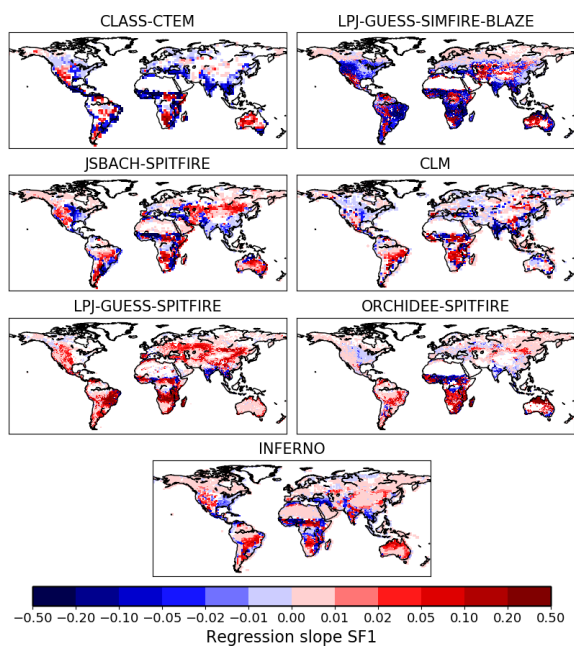 CLASS-CTEM
LPJ-GUESS-SIMFIRE-BLAZE
JSBACH-SPITFIRE
CLM
LPJ-GUESS-SPITFIRE
ORCHIDEE-SPITFIRE
INFERNO
−0.50 −0.20 −0.10 −0.05 −0.02 −0.01 0.00 0.01 0.02 0.05 0.10 0.20 0.50
Regression slope SF1